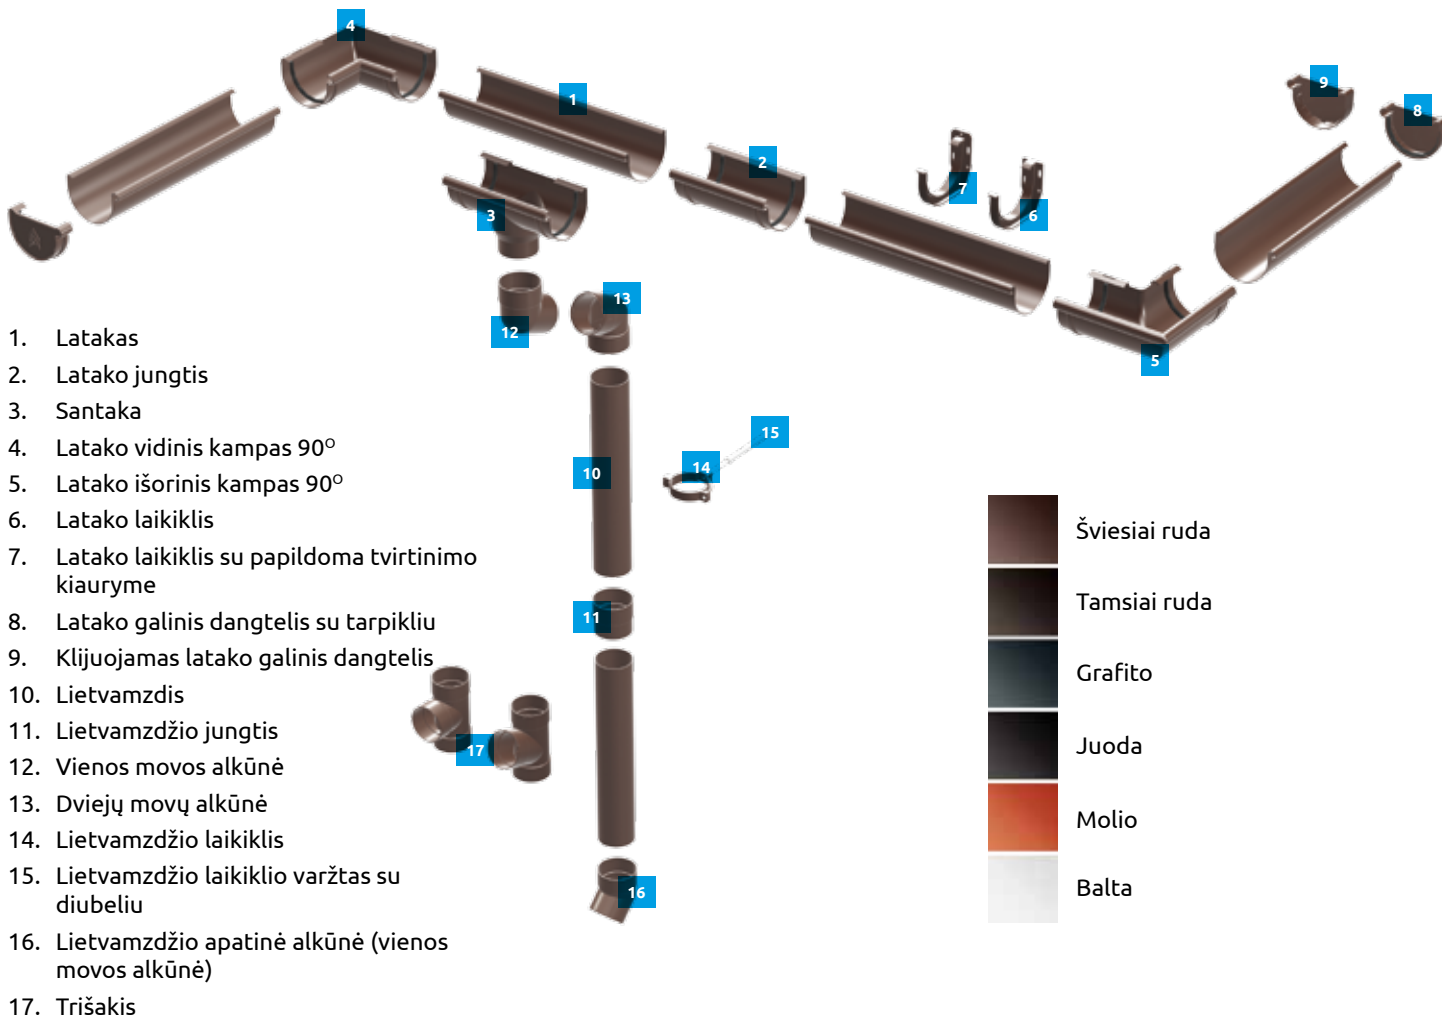 4
1
9
8
2
7
6
3
13
12
5
15
14
10
11
17
16
1. Latakas
2. Latako jungtis
3. Santaka
4. Latako vidinis kampas 90°
5. Latako išorinis kampas 90°
6. Latako laikiklis
7. Latako laikiklis su papildoma tvirtinimo
kiauryme
8. Latako galinis dangtelis su tarpikliu
9. Klijuojamas latako galinis dangtelis
10. Lietvamzdis
11. Lietvamzdžio jungtis
12. Vienos movos alkūnė
13. Dviejų movų alkūnė
14. Lietvamzdžio laikiklis
15. Lietvamzdžio laikiklio varžtas su
diubeliu
16. Lietvamzdžio apatinė alkūnė (vienos
movos alkūnė)
17. Trišakis
Šviesiai ruda
Tamsiai ruda
Grafito
Juoda
Molio
Balta